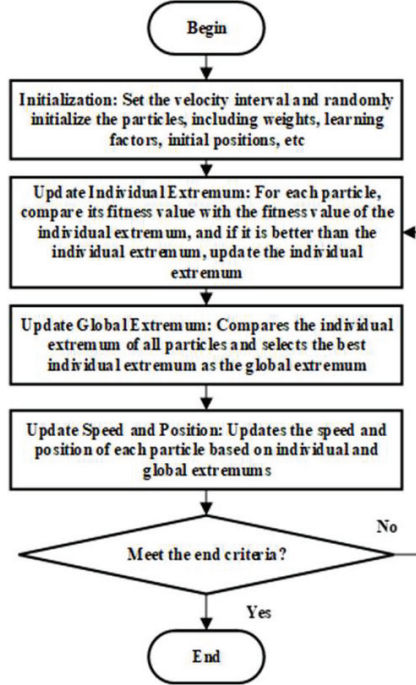 Begin
Initialization: Set the velocity interval and randomly
initialize the particles, including weights, learning
factors, initial positions, etc
Update Individual Extremum: For each particle,
compare its fitness value with the fitness value of the
individual extremum, and if it is better than the
individual extremum, update the individual
extremum
Update Global Extremum: Compares the individual
extremum of all particles and selects the best
individual extremum as the global extremum
Update Speed and Position: Updates the speed and
position of each particle based on individual and
global extremums
Meet the end criteria?
No
Yes
End